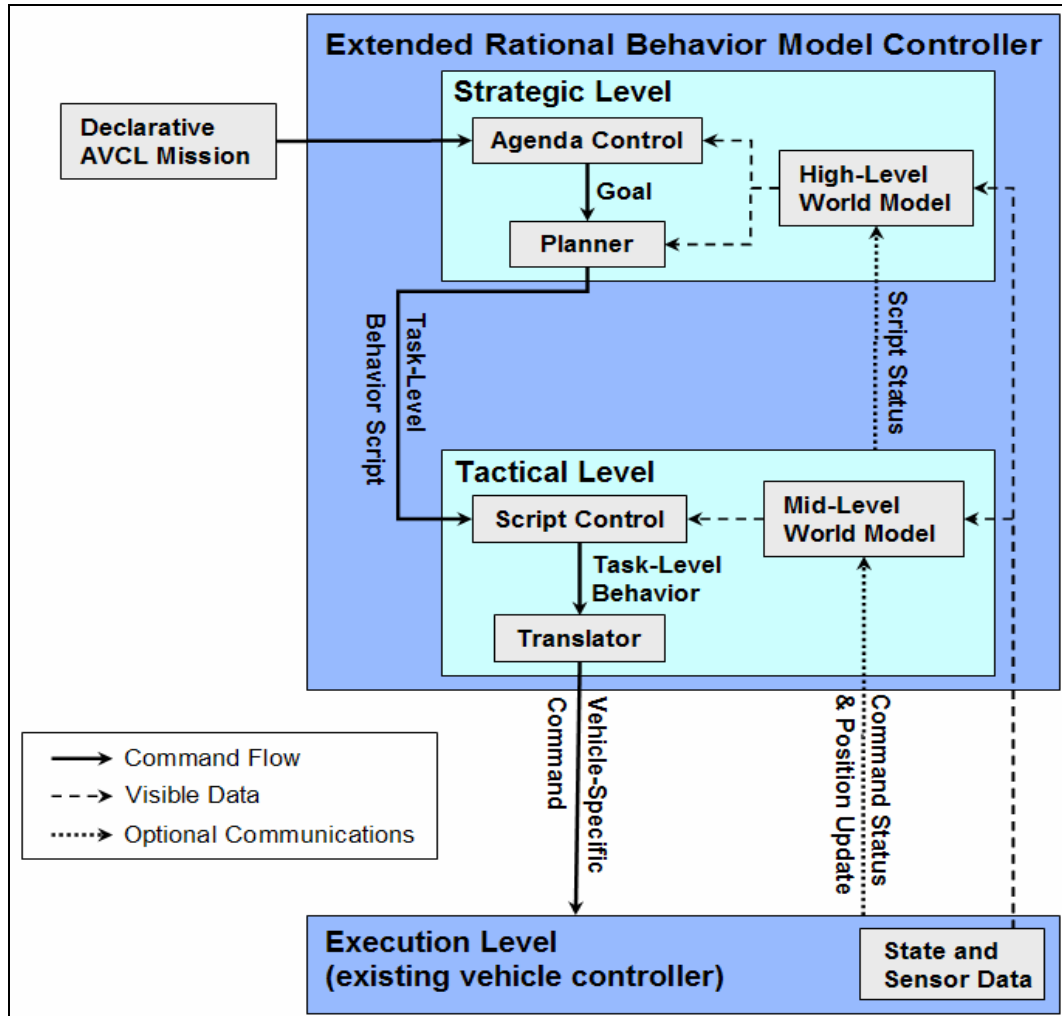 Extended Rational Behavior Model Controller
Strategic Level
Declarative
AVCL Mission
Agenda Control
High-Level
World Model
Goal
Planner
Task-Level
Behavior Script
Script Status
Tactical Level
Script Control
Mid-Level
World Model
Task-Level
Behavior
Translator
Vehicle-Specific
Command
Command Status
& Position Update
Command Flow
Visible Data
Optional Communications
Execution Level
(existing vehicle controller)
State and
Sensor Data